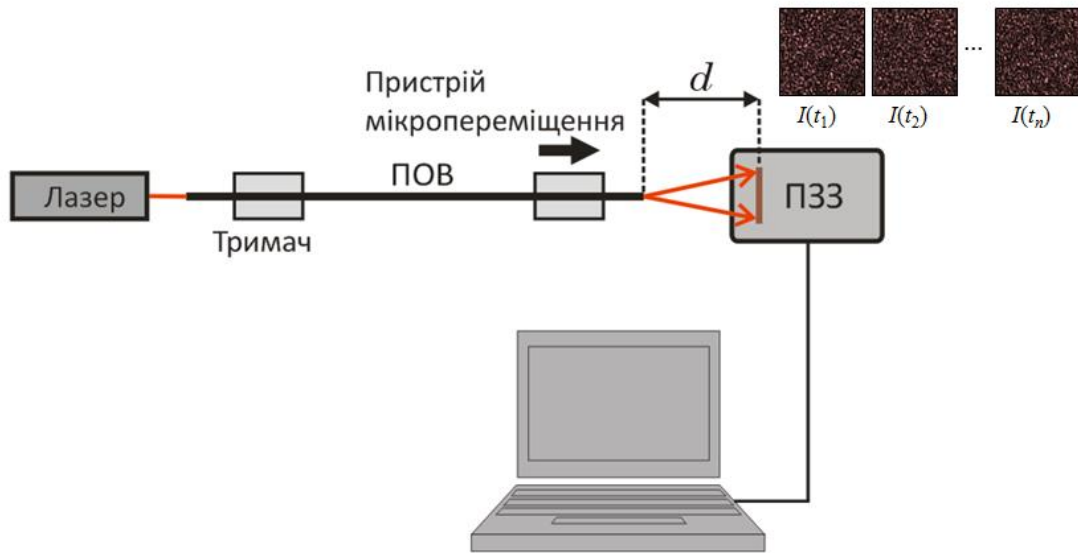 Пристрій
мікропереміщення
d
I(t₁) I(t₂) ... I(tₙ)
Лазер
ПОВ
ПЗЗ
Тримач